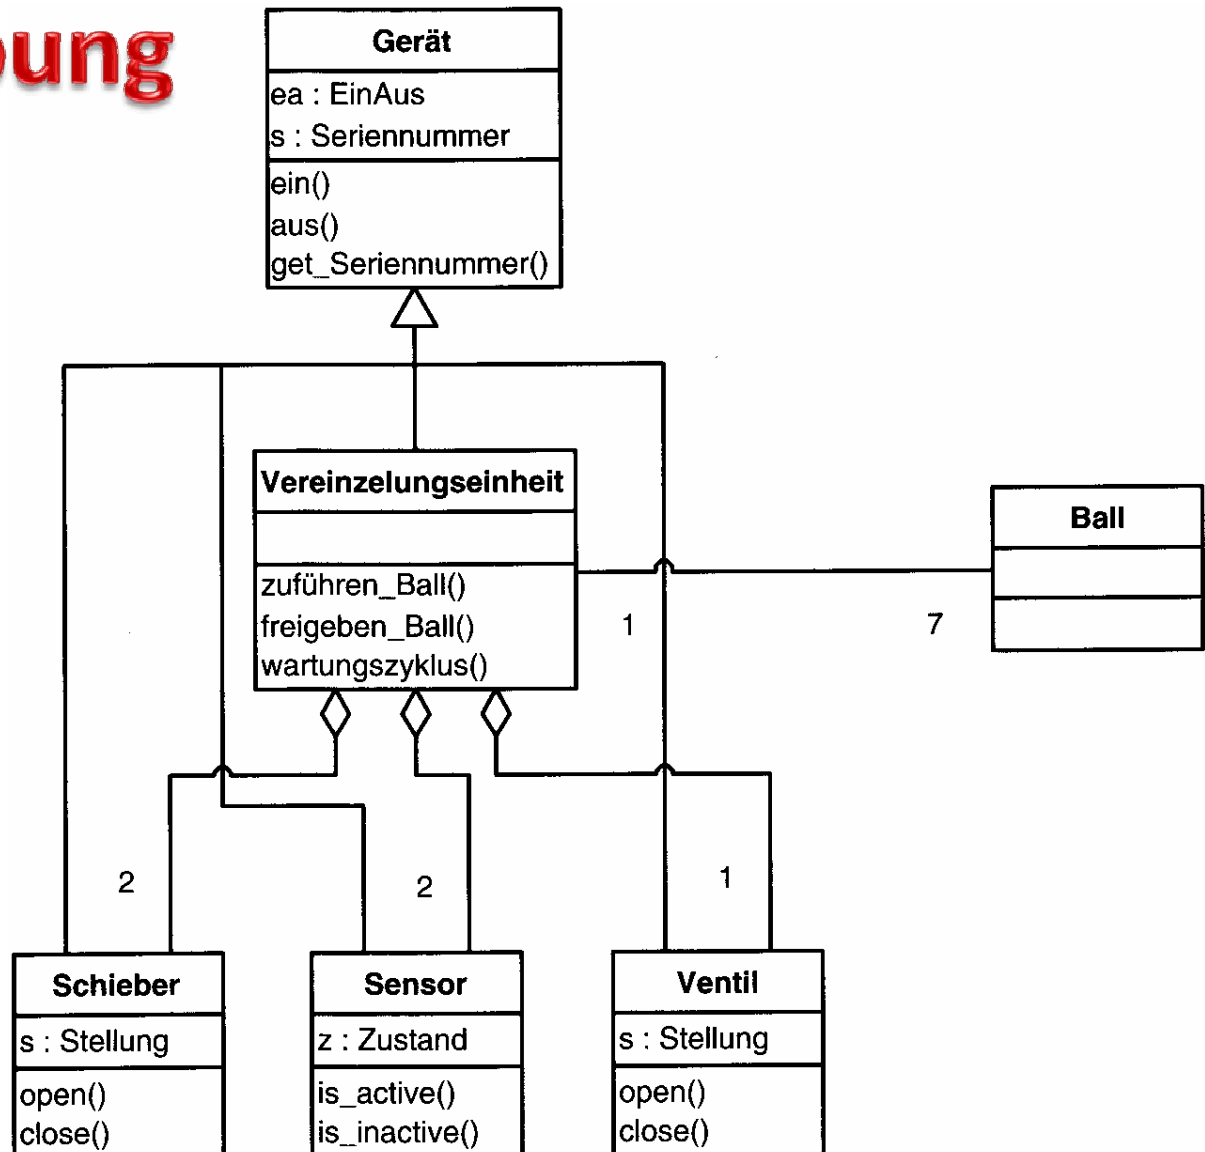 Gerät
ea : EinAus
s : Seriennummer
ein()
aus()
get_Seriennummer()
Vereinzelungseinheit
zuführen_Ball()
freigeben_Ball()
wartungszyklus()
Ball
1
7
2
2
1
Schieber
s : Stellung
open()
close()
Sensor
z : Zustand
is_active()
is_inactive()
Ventil
s : Stellung
open()
close()